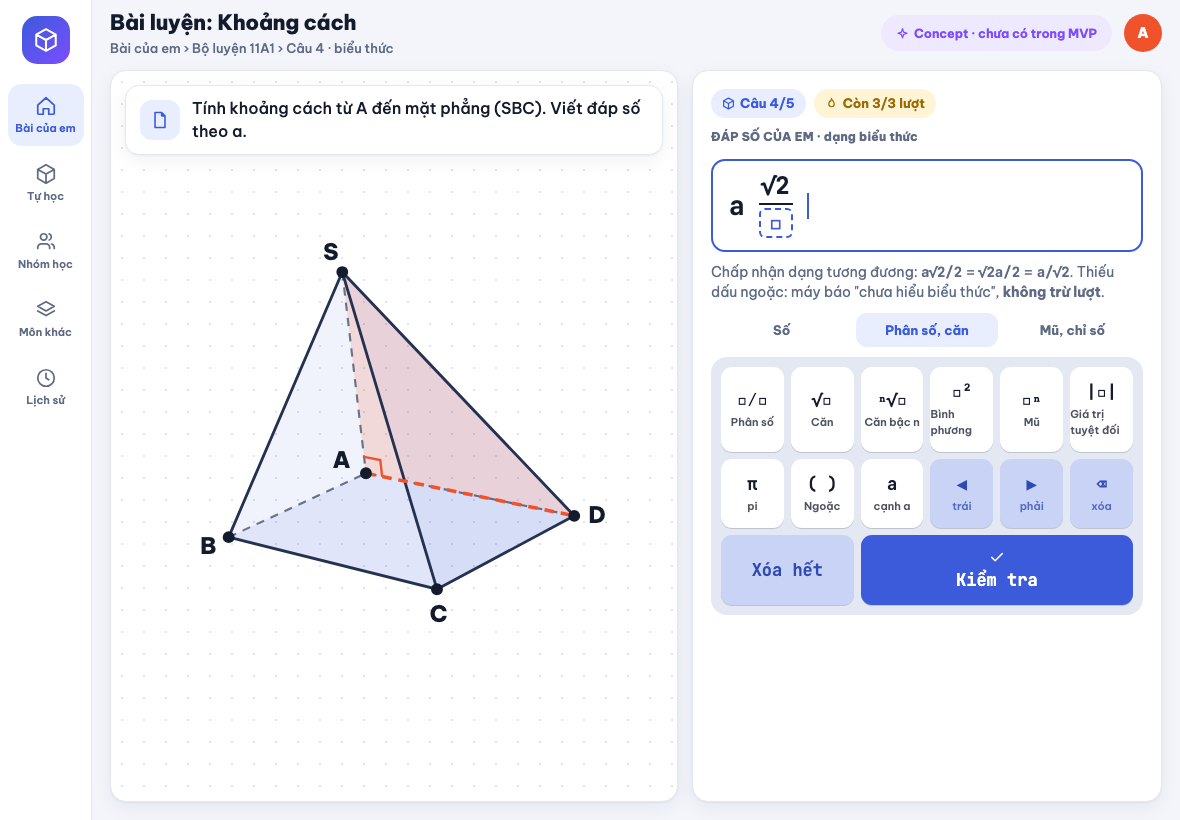 Bài luyện: Khoảng cách
Bài của em › Bộ luyện 11A1 › Câu 4 · biểu thức
Concept · chưa có trong MVP
A
Bài của em
Tự học
Nhóm học
Môn khác
Lịch sử
Tính khoảng cách từ A đến mặt phẳng (SBC). Viết đáp số
theo a.
S
A
B
C
D
Câu 4/5
Còn 3/3 lượt
ĐÁP SỐ CỦA EM · dạng biểu thức
a √2/□
Chấp nhận dạng tương đương: a√2/2 = √2a/2 = a/√2. Thiếu
dấu ngoặc: máy báo "chưa hiểu biểu thức", không trừ lượt.
Số
Phân số, căn
Mũ, chỉ số
□/□
Phân số
√□
Căn
ⁿ√□
Căn bậc n
□²
Bình
phương
□ⁿ
Mũ
|□|
Giá trị
tuyệt đối
π
pi
( )
Ngoặc
a
cạnh a
◀
trái
▶
phải
⌫
xóa
Xóa hết
Kiểm tra